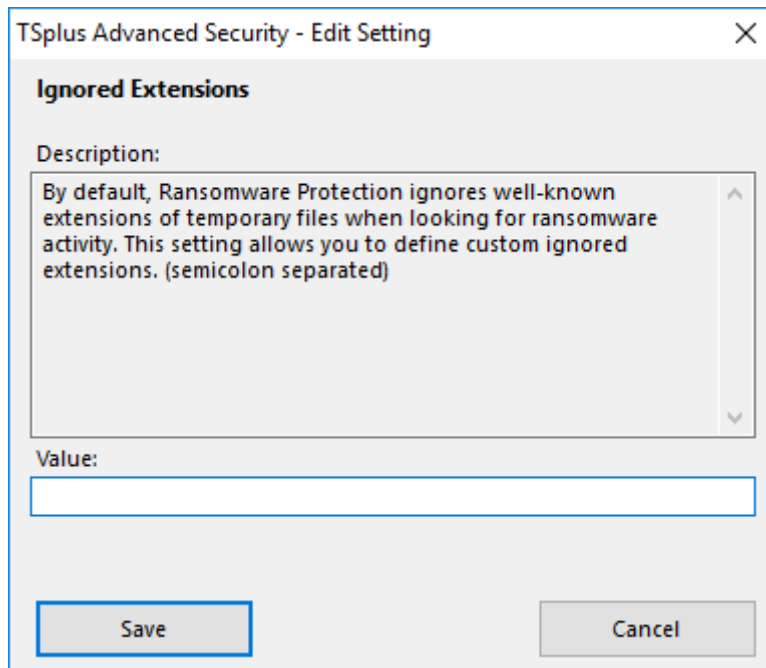 TSplus Advanced Security - Edit Setting
Ignored Extensions
Description:
By default, Ransomware Protection ignores well-known
extensions of temporary files when looking for ransomware
activity. This setting allows you to define custom ignored
extensions. (semicolon separated)
Value:
Save
Cancel